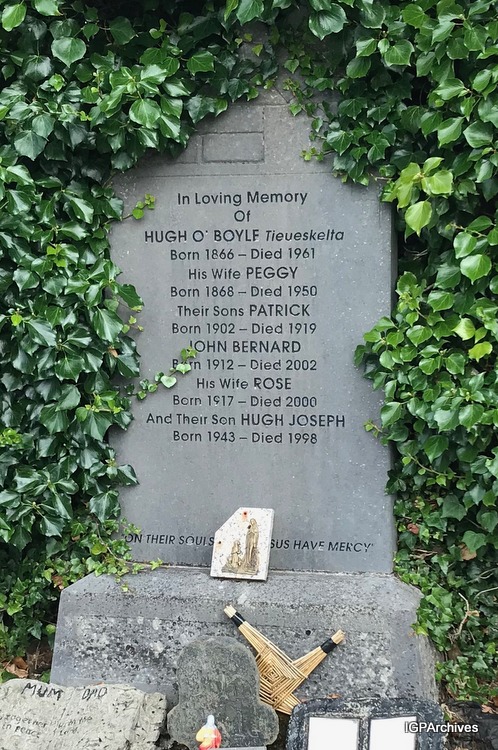 In Loving Memory
Of
HUGH O' BOYLE Tieveskelta
Born 1866 – Died 1961
His Wife PEGGY
Born 1868 – Died 1950
Their Sons PATRICK
Born 1902 – Died 1919
JOHN BERNARD
Born 1912 – Died 2002
His Wife ROSE
Born 1917 – Died 2000
And Their Son HUGH JOSEPH
Born 1943 – Died 1998
"ON THEIR SOULS SUS HAVE MERCY"
MUM DAD
IGPArchives